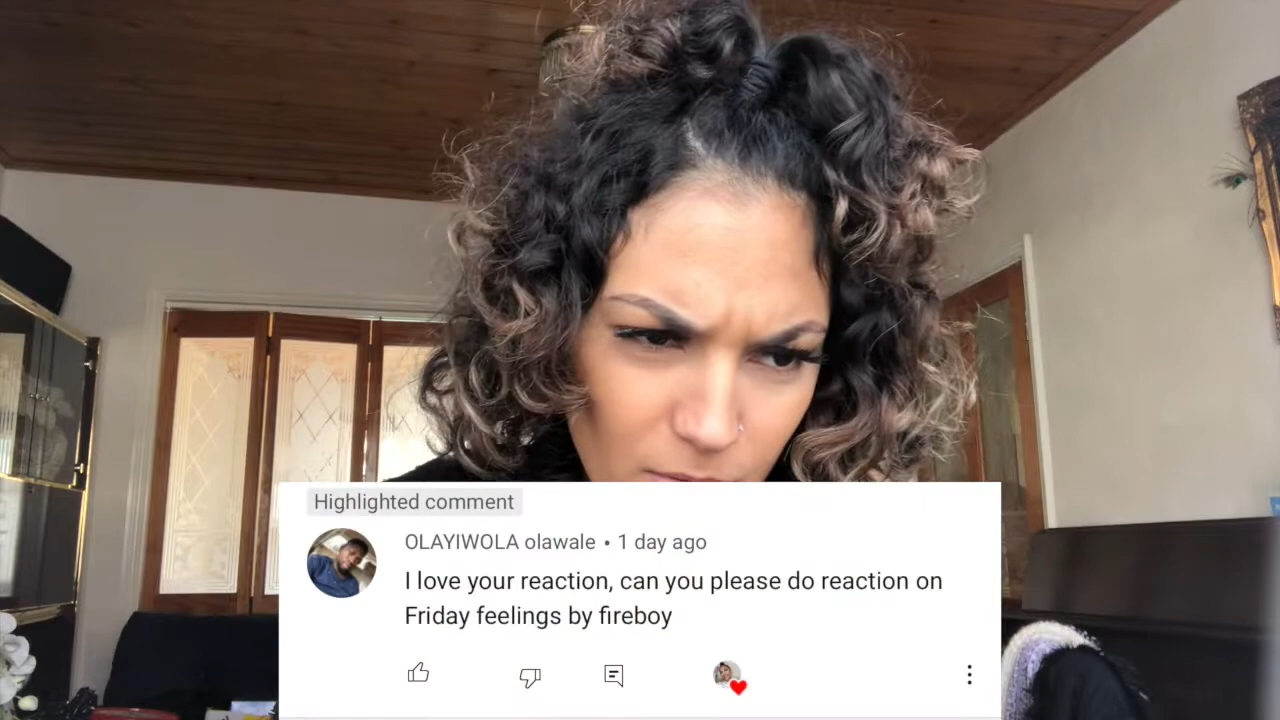 Highlighted comment
OLAYIWOLA olawale • 1 day ago
I love your reaction, can you please do reaction on
Friday feelings by fireboy